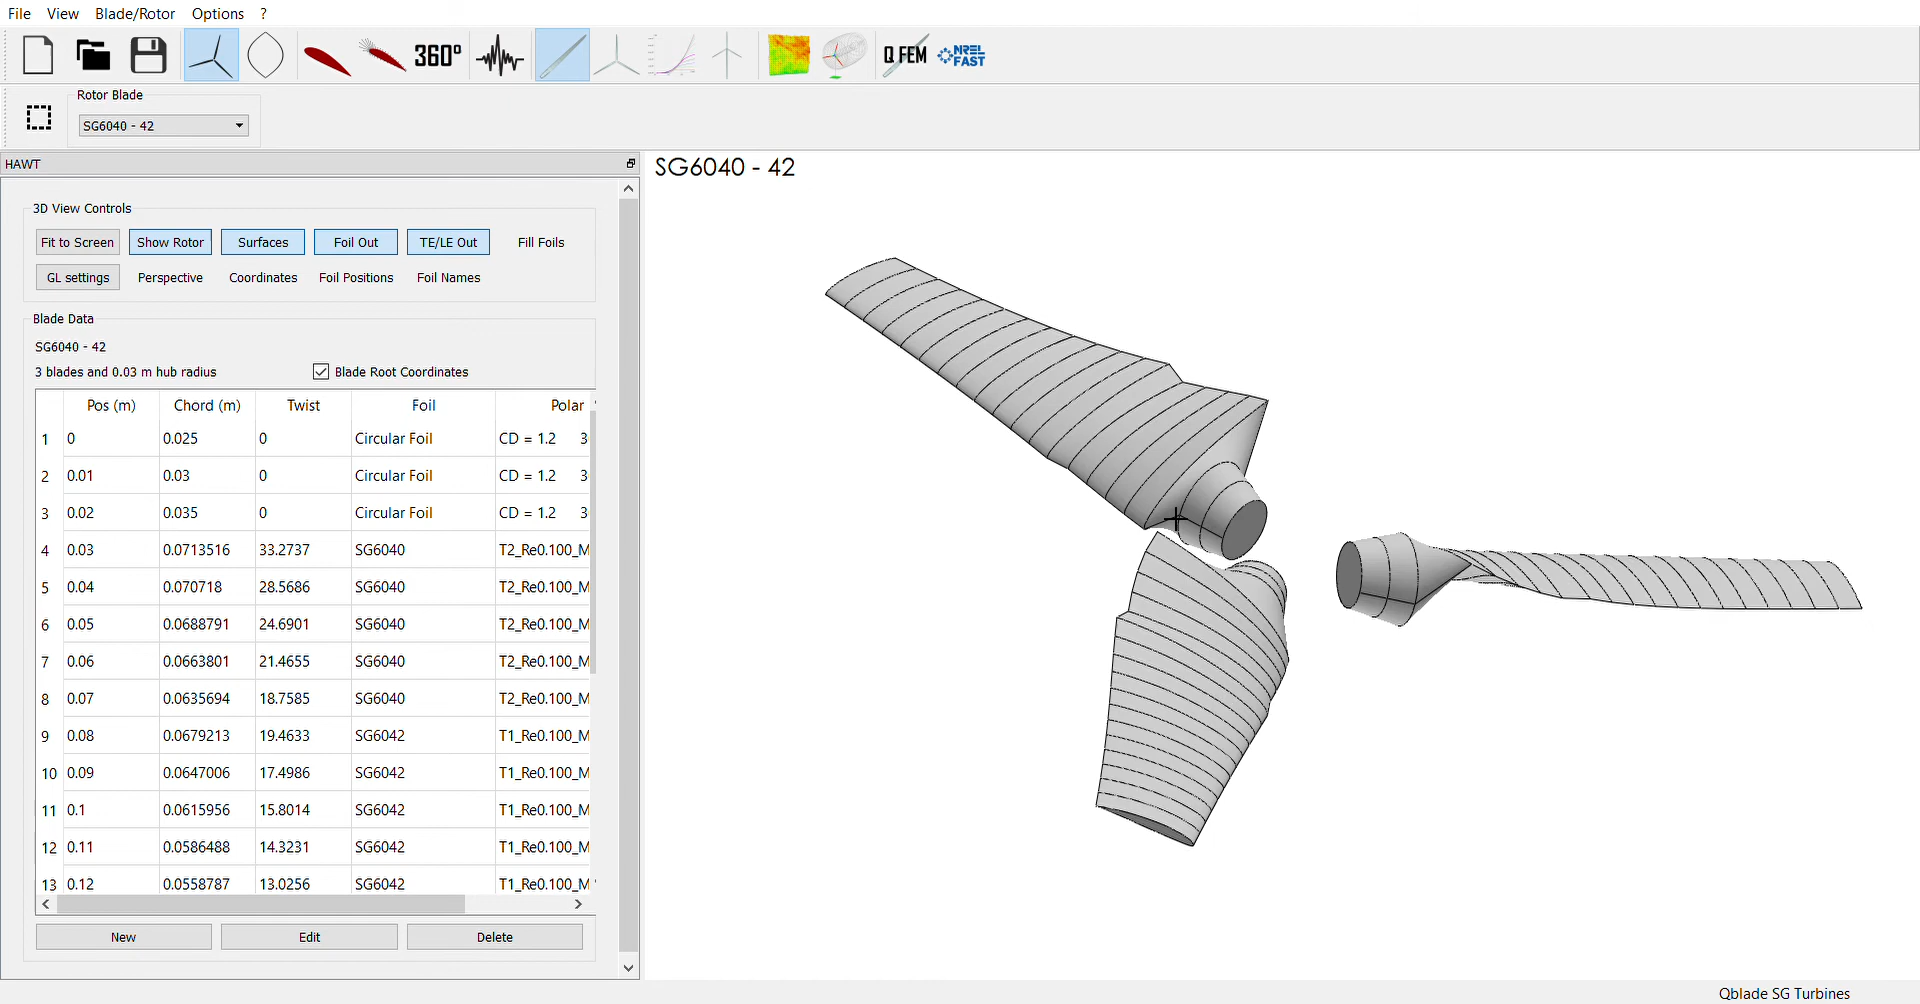 File View Blade/Rotor Options ?
360° Q FEM NREL FAST
Rotor Blade
SG6040 - 42
HAWT
SG6040 - 42
3D View Controls
Fit to Screen Show Rotor Surfaces Foil Out TE/LE Out Fill Foils
GL settings Perspective Coordinates Foil Positions Foil Names
Blade Data
SG6040 - 42
3 blades and 0.03 m hub radius Blade Root Coordinates
Pos (m) Chord (m) Twist Foil Polar
1 0 0.025 0 Circular Foil CD = 1.2 3
2 0.01 0.03 0 Circular Foil CD = 1.2 3
3 0.02 0.035 0 Circular Foil CD = 1.2 3
4 0.03 0.0713516 33.2737 SG6040 T2_Re0.100_M
5 0.04 0.070718 28.5686 SG6040 T2_Re0.100_M
6 0.05 0.0688791 24.6901 SG6040 T2_Re0.100_M
7 0.06 0.0663801 21.4655 SG6040 T2_Re0.100_M
8 0.07 0.0635694 18.7585 SG6040 T2_Re0.100_M
9 0.08 0.0679213 19.4633 SG6042 T1_Re0.100_M
10 0.09 0.0647006 17.4986 SG6042 T1_Re0.100_M
11 0.1 0.0615956 15.8014 SG6042 T1_Re0.100_M
12 0.11 0.0586488 14.3231 SG6042 T1_Re0.100_M
13 0.12 0.0558787 13.0256 SG6042 T1_Re0.100_M
New Edit Delete
Qblade SG Turbines